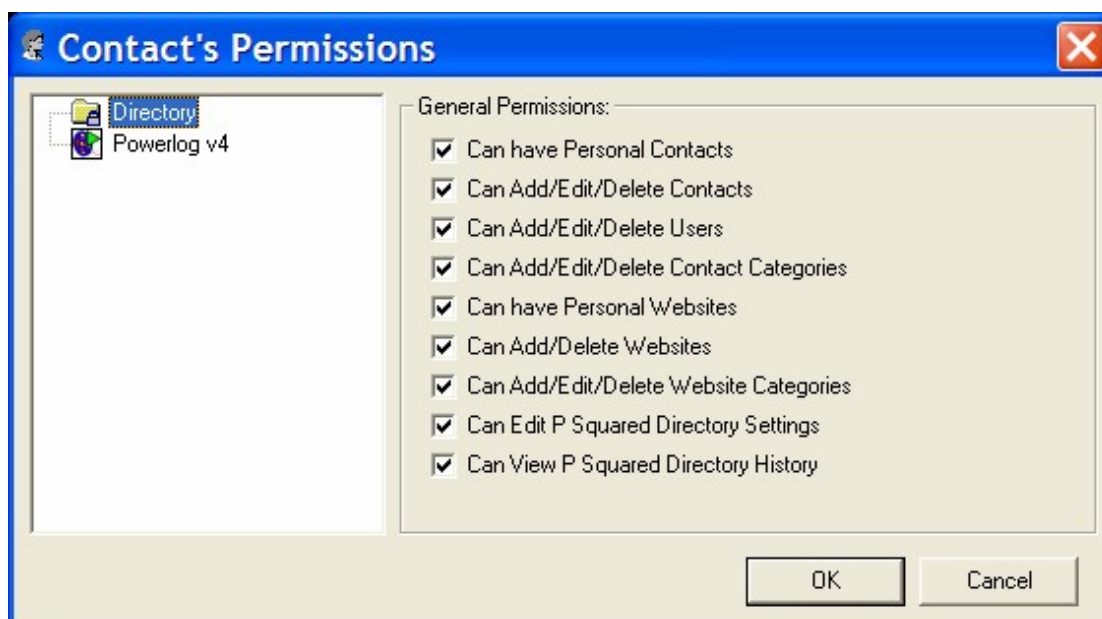 Contact's Permissions
Directory
Powerlog v4
General Permissions:
Can have Personal Contacts
Can Add/Edit/Delete Contacts
Can Add/Edit/Delete Users
Can Add/Edit/Delete Contact Categories
Can have Personal Websites
Can Add/Delete Websites
Can Add/Edit/Delete Website Categories
Can Edit P Squared Directory Settings
Can View P Squared Directory History
OK Cancel